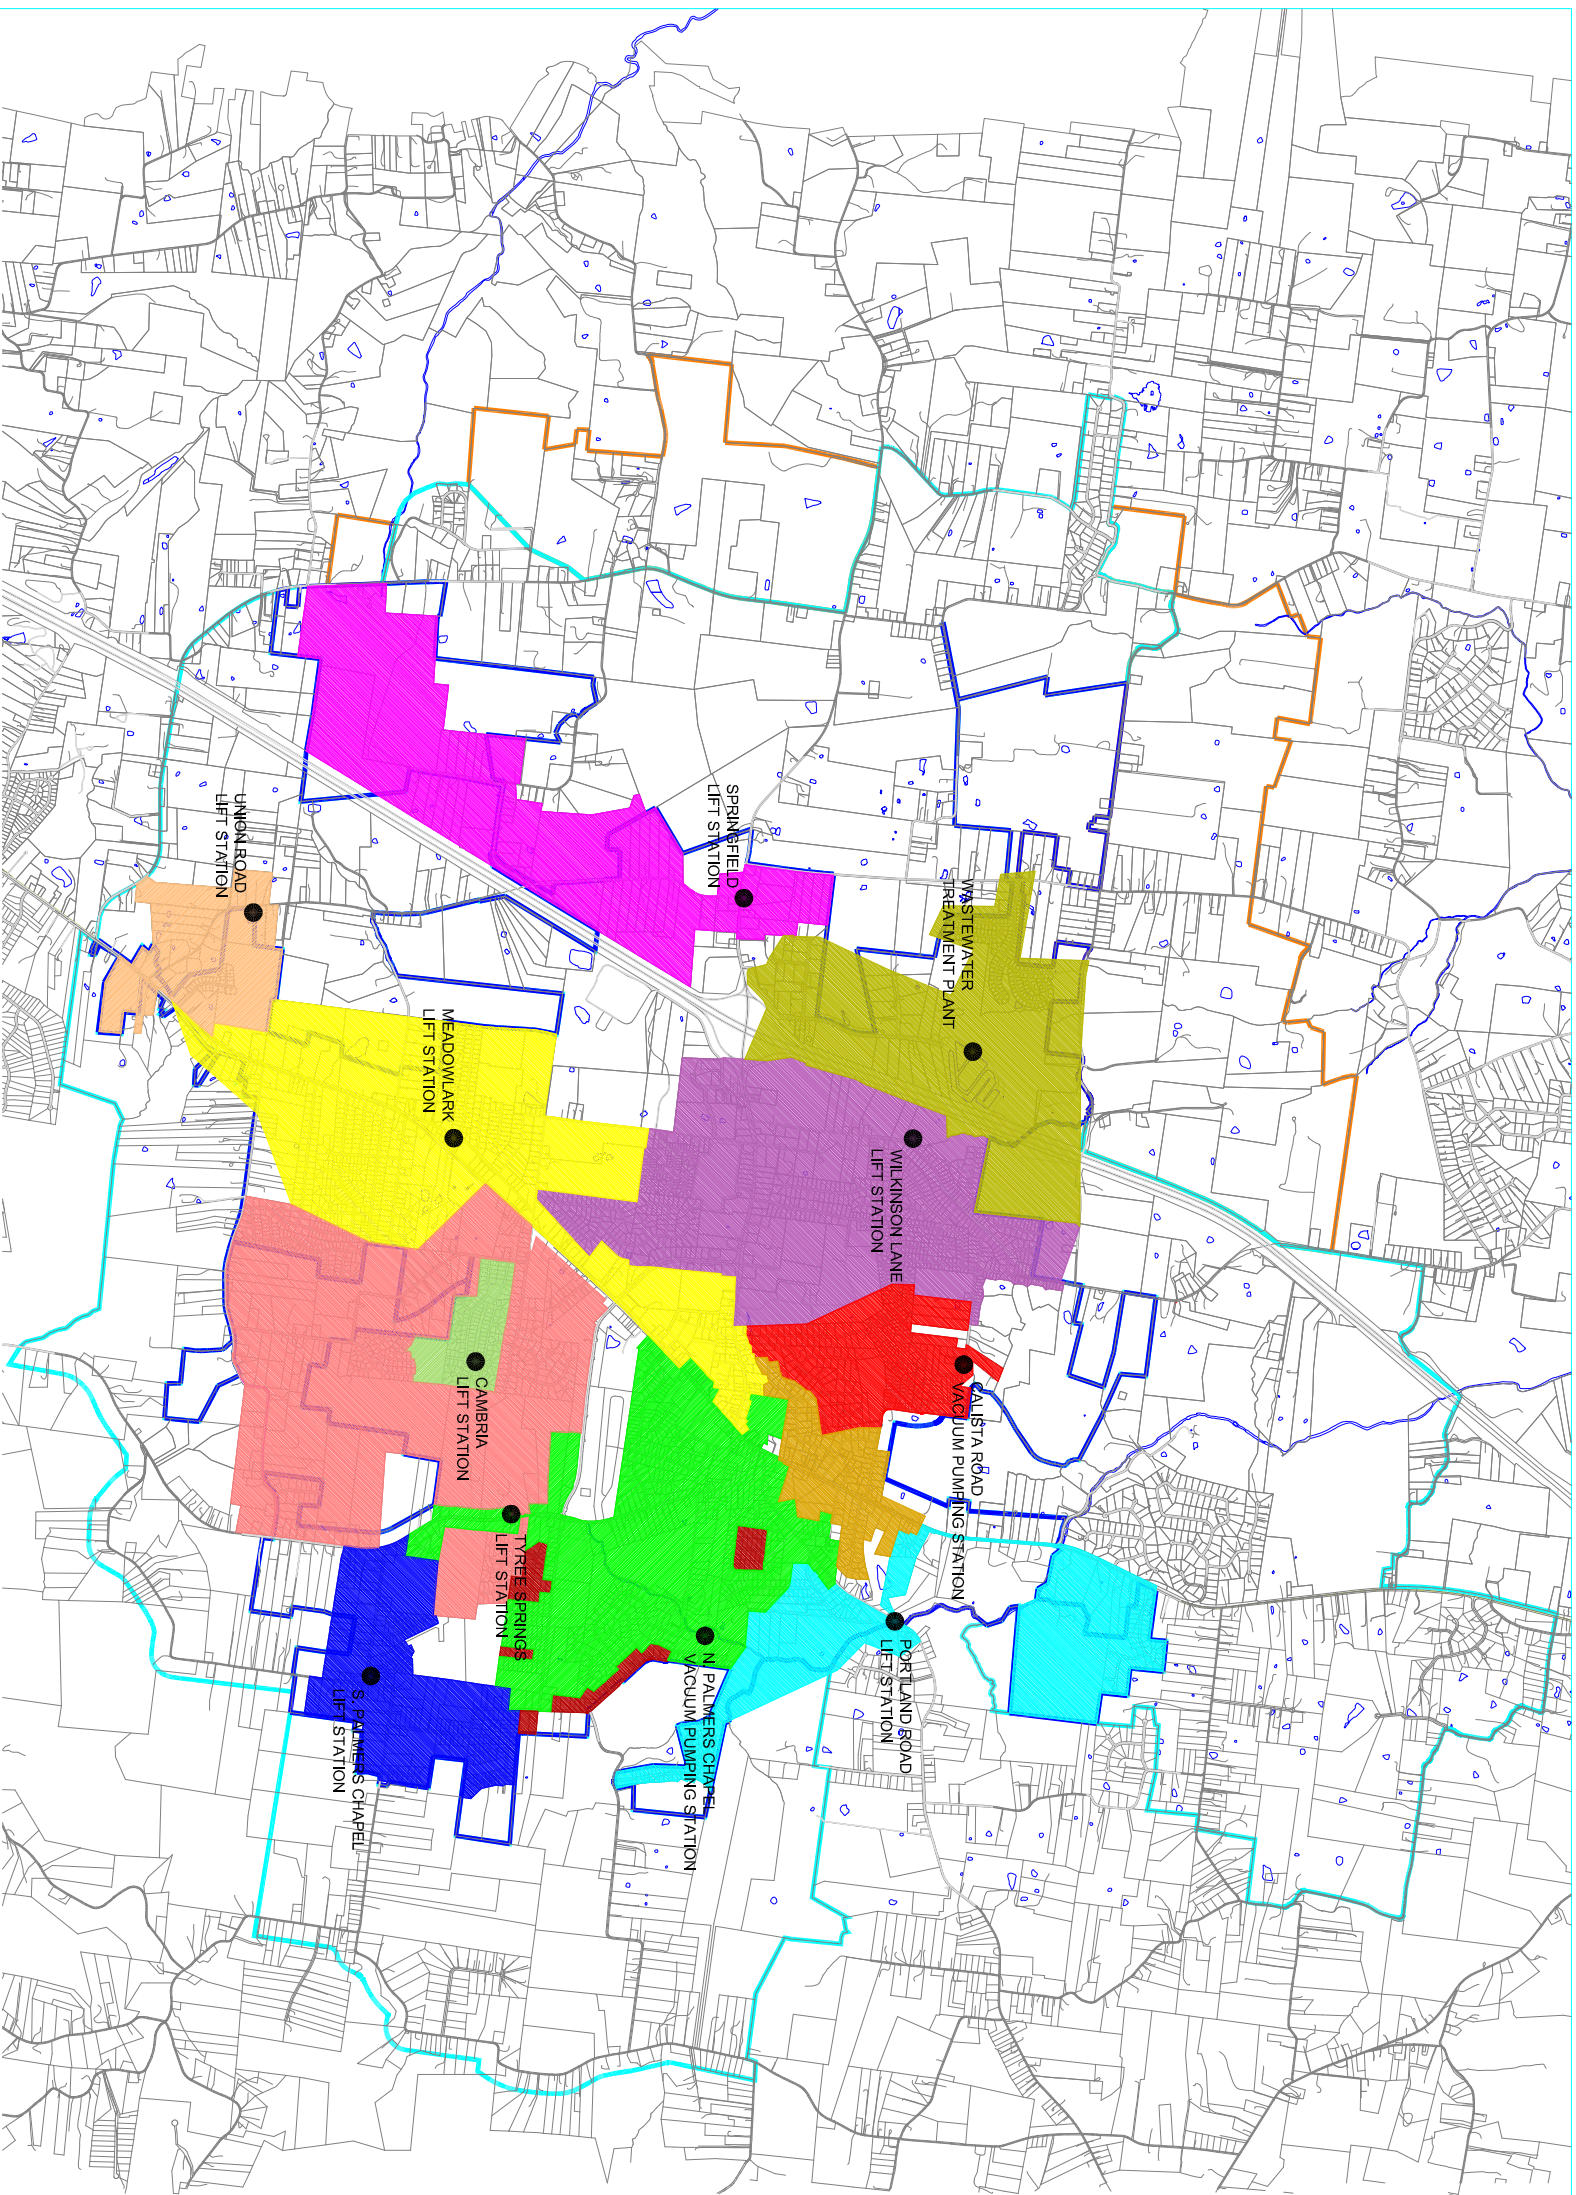 WASTEWATER
TREATMENT PLANT
SPRINGFIELD
LIFT STATION
UNION ROAD
LIFT STATION
MEADOWLARK
LIFT STATION
WILKINSON LANE
LIFT STATION
CALISTA ROAD
VACUUM PUMPING STATION
CAMBRIA
LIFT STATION
TYREE SPRINGS
LIFT STATION
PORTLAND ROAD
LIFT STATION
N. PALMERS CHAPEL
VACUUM PUMPING STATION
S. PALMERS CHAPEL
LIFT STATION